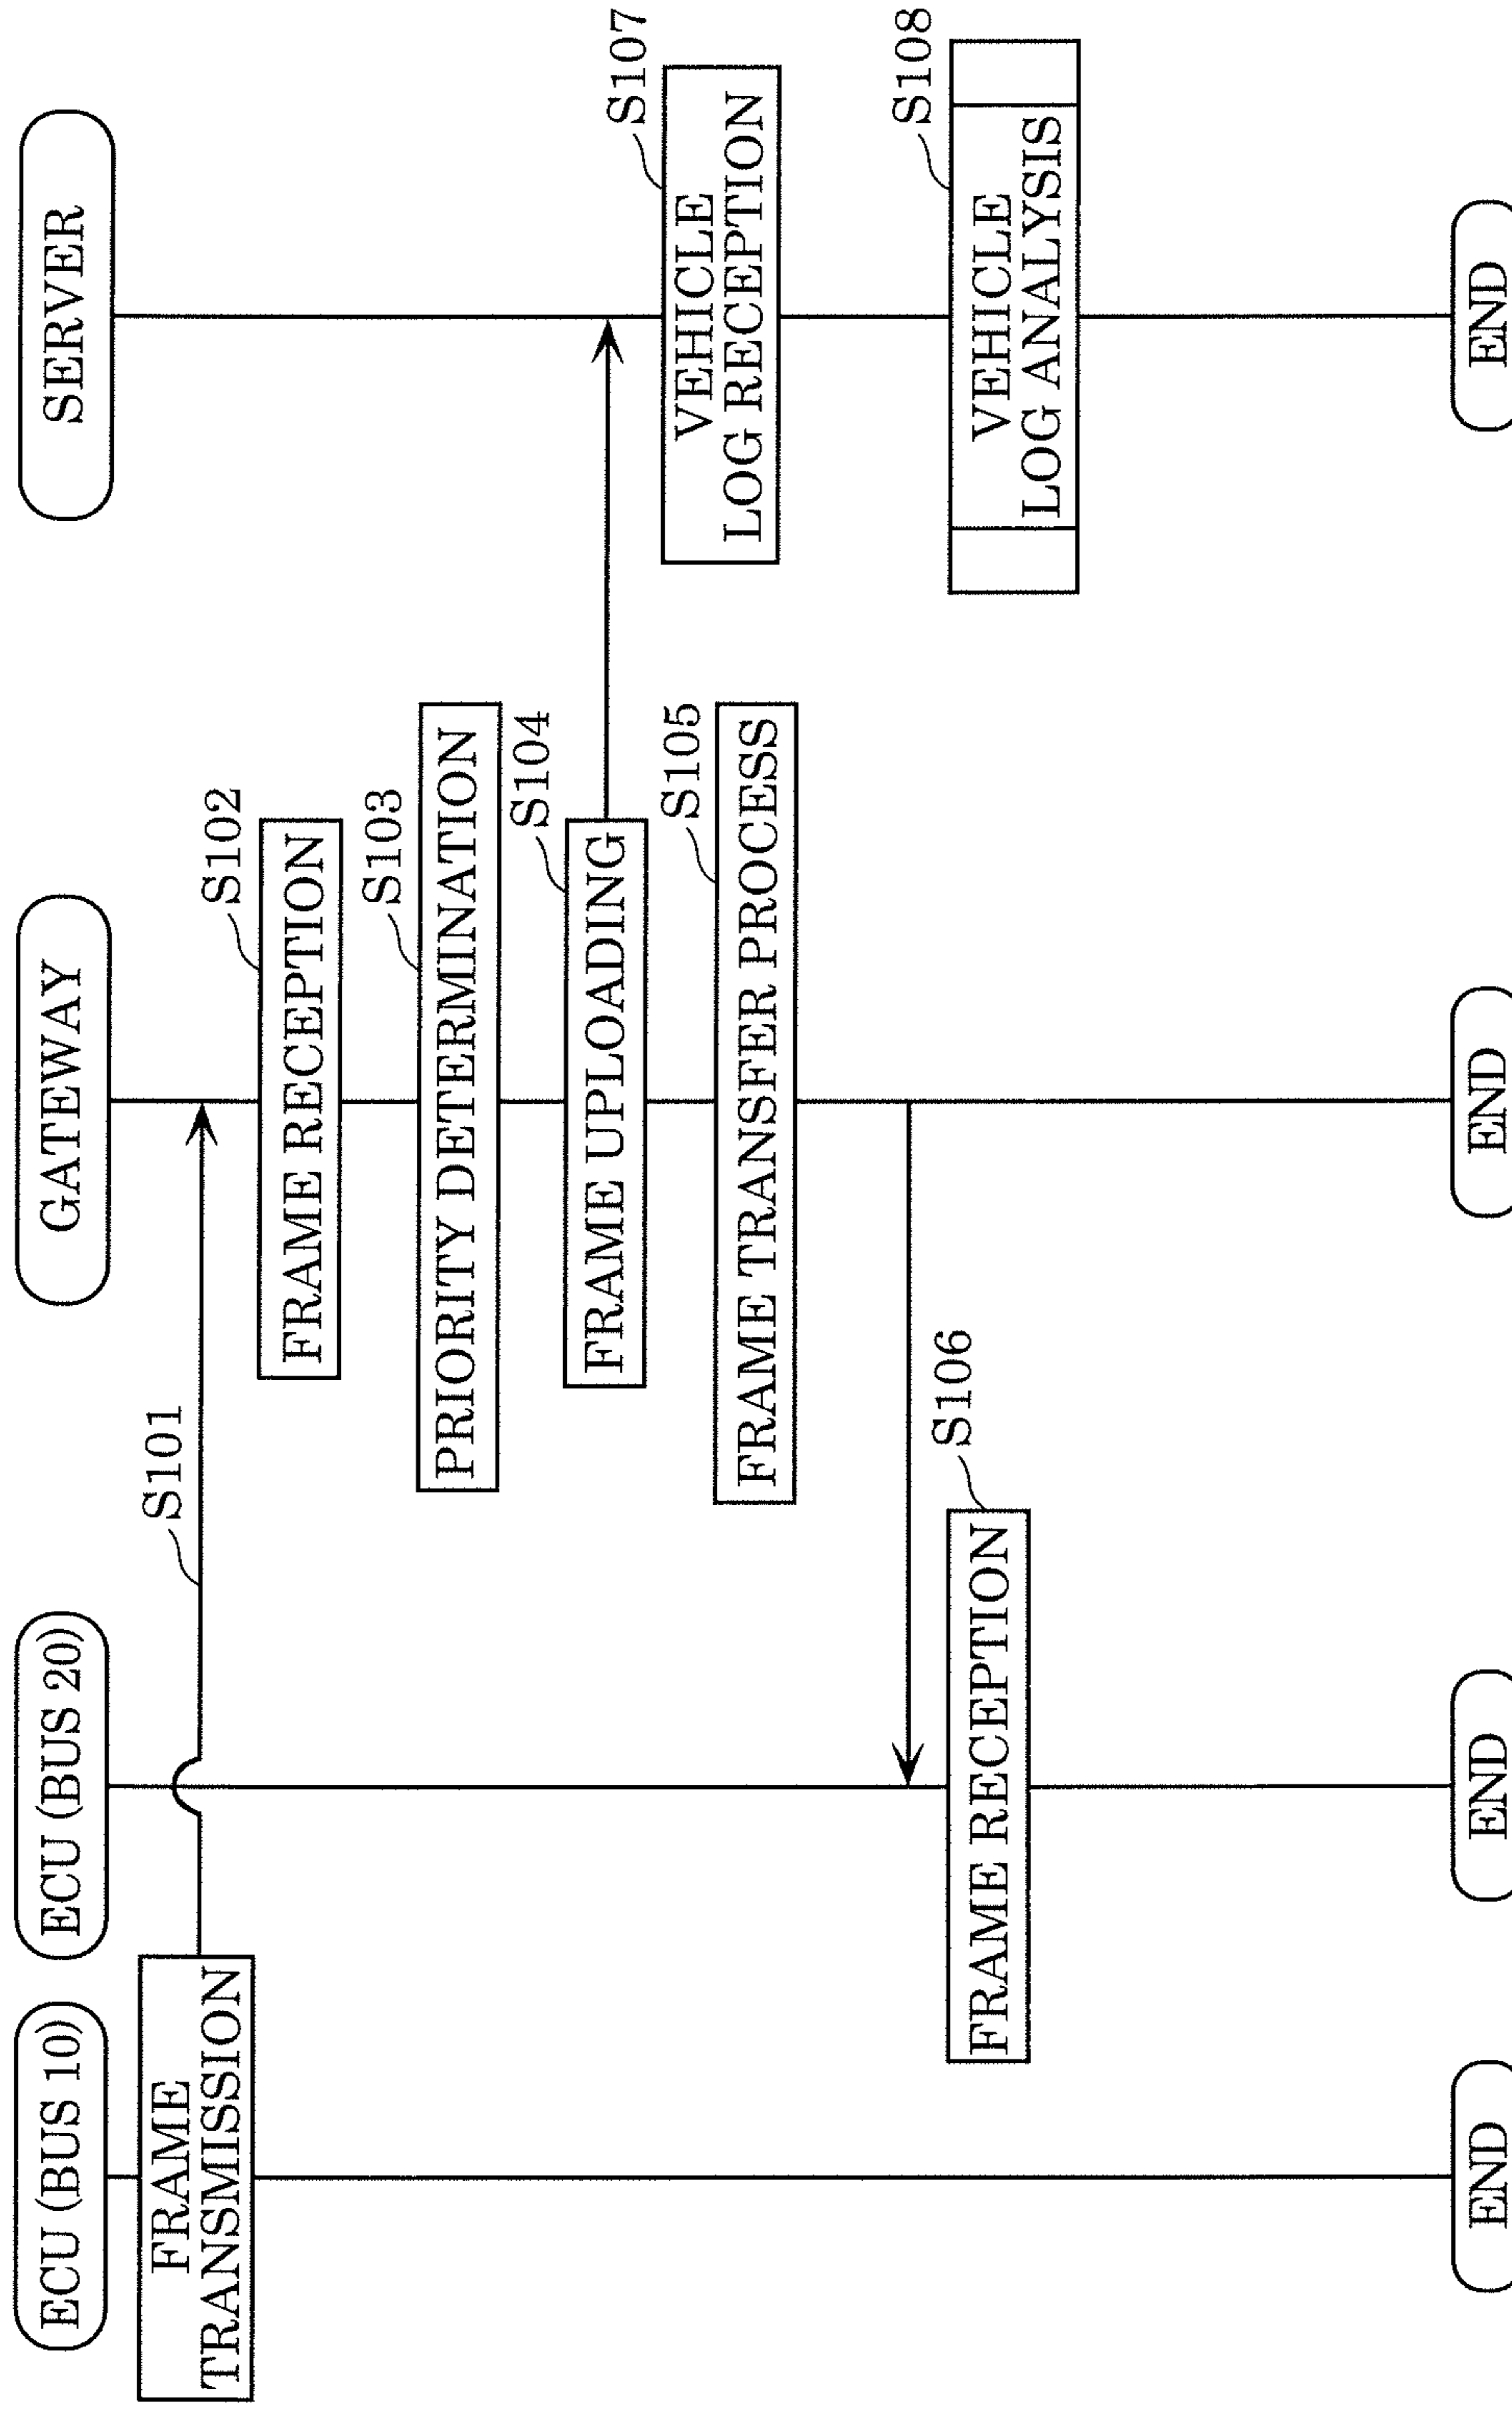 ECU (BUS 10)
ECU (BUS 20)
GATEWAY
SERVER
FRAME
TRANSMISSION
S101
S102
FRAME RECEPTION
S103
PRIORITY DETERMINATION
S104
FRAME UPLOADING
S105
FRAME TRANSFER PROCESS
S106
FRAME RECEPTION
S107
VEHICLE
LOG RECEPTION
S108
VEHICLE
LOG ANALYSIS
END
END
END
END